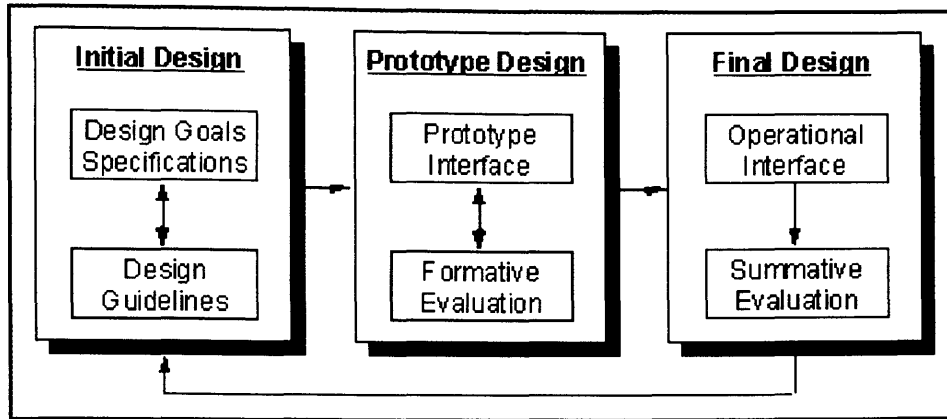 Initial Design
Design Goals
Specifications
Design
Guidelines
Prototype Design
Prototype
Interface
Formative
Evaluation
Final Design
Operational
Interface
Summative
Evaluation